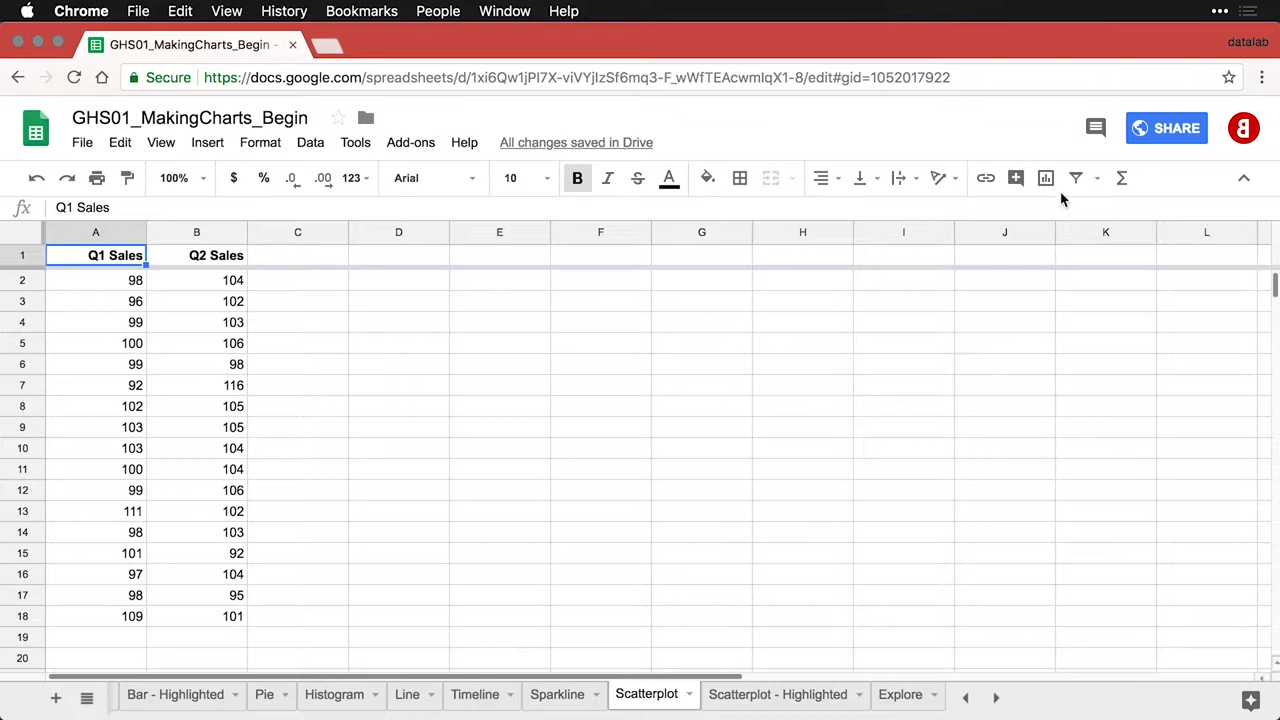 Chrome File Edit View History Bookmarks People Window Help
GHS01_MakingCharts_Begin - × datalab
Secure https://docs.google.com/spreadsheets/d/1xi6Qw1jPl7X-viVYjIzSf6mq3-F_wWfTEAcwmIqX1-8/edit#gid=1052017922
GHS01_MakingCharts_Begin
SHARE
File Edit View Insert Format Data Tools Add-ons Help All changes saved in Drive
100% $ % .0 .00 123 Arial 10 B I S A Σ
fx Q1 Sales
A B C D E F G H I J K L
1 Q1 Sales Q2 Sales
2 98 104
3 96 102
4 99 103
5 100 106
6 99 98
7 92 116
8 102 105
9 103 105
10 103 104
11 100 104
12 99 106
13 111 102
14 98 103
15 101 92
16 97 104
17 98 95
18 109 101
19
20
+ Bar - Highlighted Pie Histogram Line Timeline Sparkline Scatterplot Scatterplot - Highlighted Explore